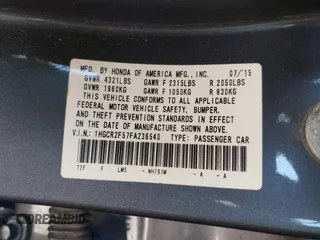 MFD. BY HONDA OF AMERICA MFG., INC. 07/15
GVWR 4321LBS GAWR F 2315LBS R 2050LBS
GVWR 1960KG GAWR F 1050KG R 930KG
THIS VEHICLE CONFORMS TO ALL APPLICABLE
FEDERAL MOTOR VEHICLE SAFETY, BUMPER,
AND THEFT PREVENTION STANDARDS IN EFFECT
ON THE DATE OF MANUFACTURE SHOWN ABOVE.
V.I.N.: 1HGCR2F57FA236540 TYPE: PASSENGER CAR
F LM5 - NH797M - A - A